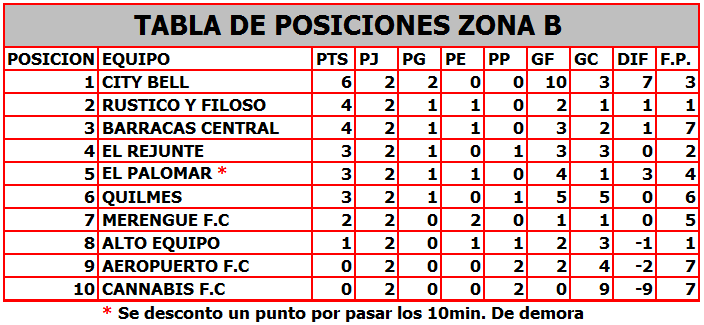 TABLA DE POSICIONES ZONA B
POSICION EQUIPO PTS PJ PG PE PP GF GC DIF F.P.
1 CITY BELL 6 2 2 0 0 10 3 7 3
2 RUSTICO Y FILOSO 4 2 1 1 0 2 1 1 1
3 BARRACAS CENTRAL 4 2 1 1 0 3 2 1 7
4 EL REJUNTE 3 2 1 0 1 3 3 0 2
5 EL PALOMAR * 3 2 1 1 0 4 1 3 4
6 QUILMES 3 2 1 0 1 5 5 0 6
7 MERENGUE F.C 2 2 0 2 0 1 1 0 5
8 ALTO EQUIPO 1 2 0 1 1 2 3 -1 1
9 AEROPUERTO F.C 0 2 0 0 2 2 4 -2 7
10 CANNABIS F.C 0 2 0 0 2 0 9 -9 7
* Se desconto un punto por pasar los 10min. De demora